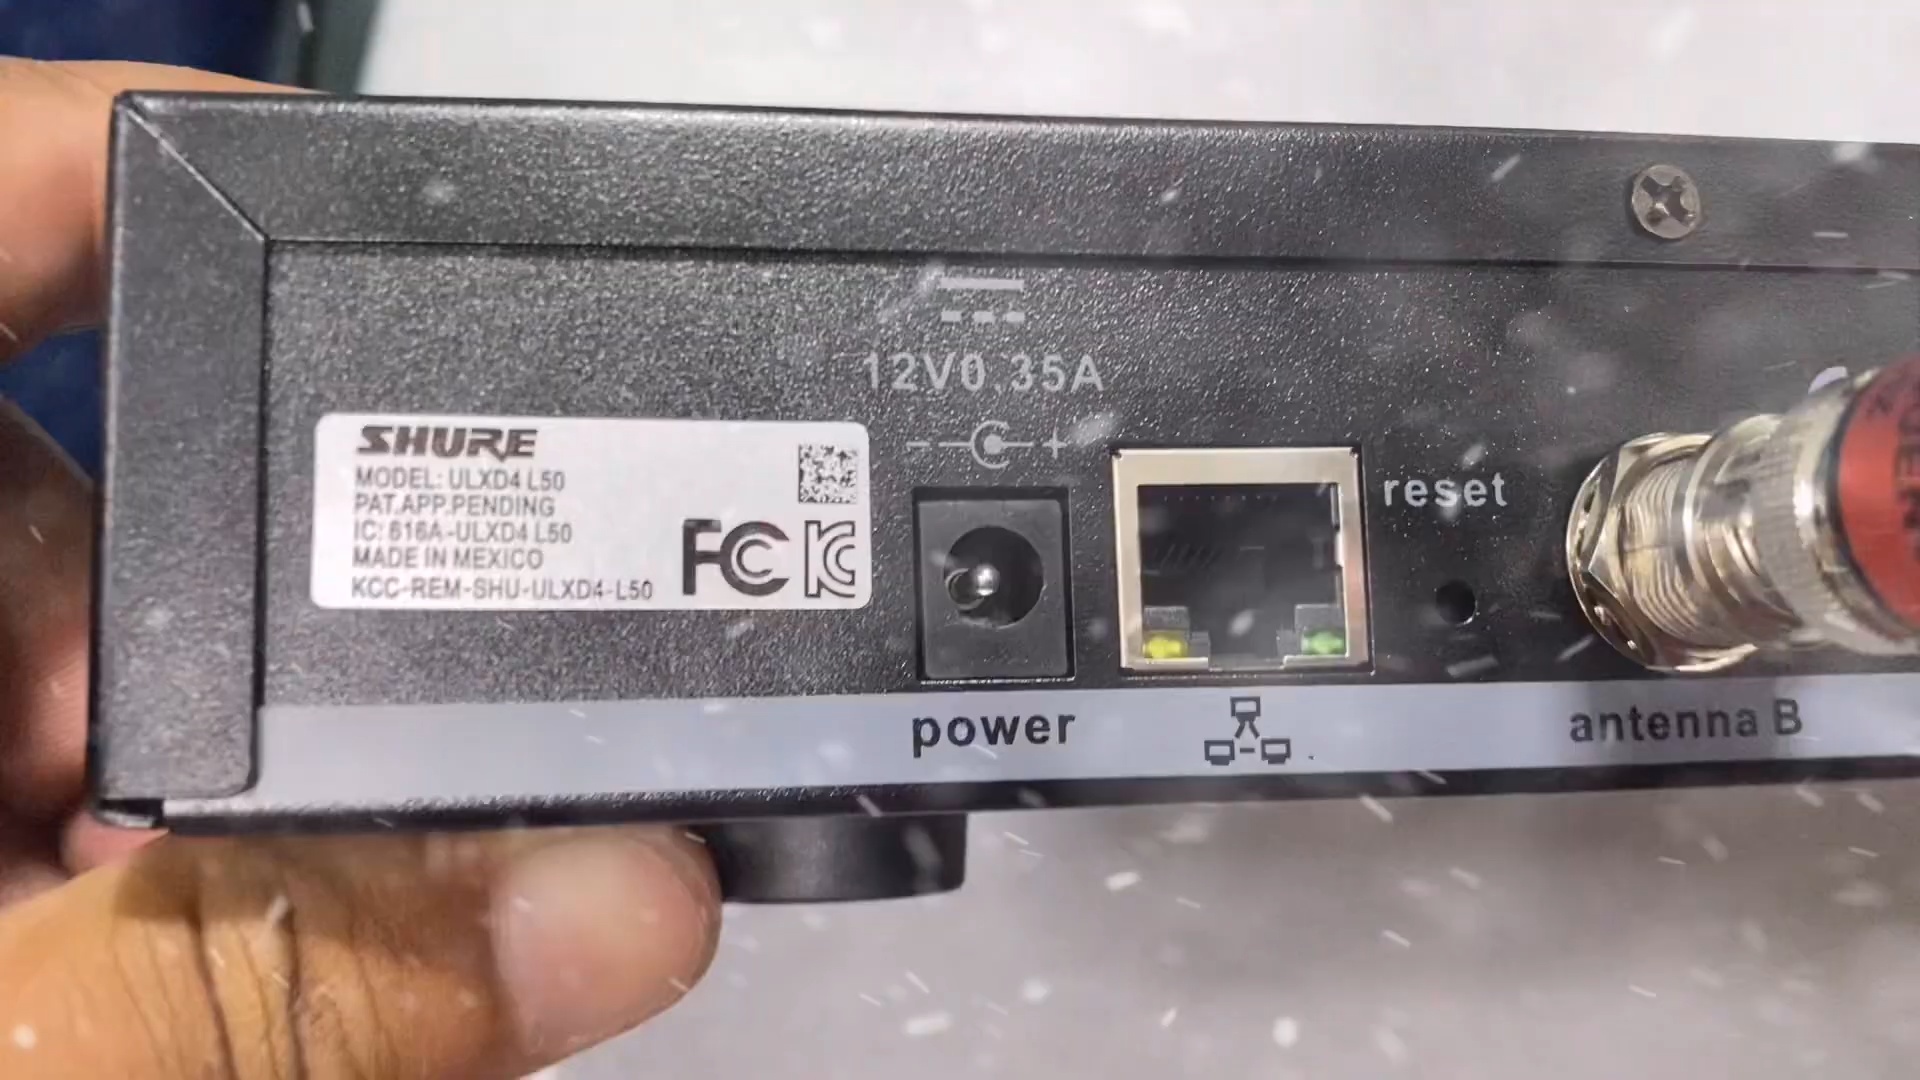 12V0.35A
- +
SHURE
MODEL: ULXD4 L50
PAT.APP.PENDING
IC: 616A-ULXD4 L50
MADE IN MEXICO
KCC-REM-SHU-ULXD4-L50
FC
KC
reset
power
antenna B